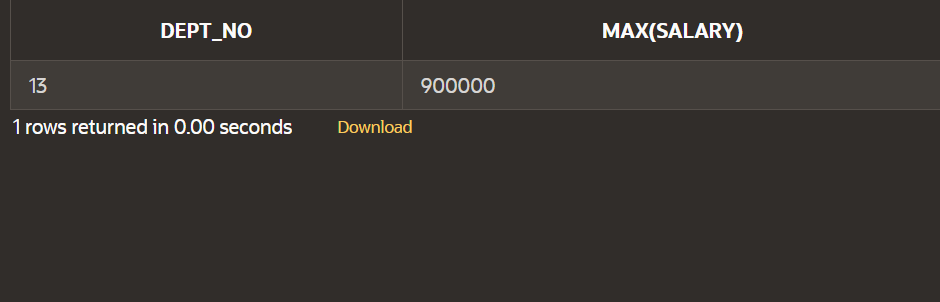 DEPT_NO MAX(SALARY)
13 900000
1 rows returned in 0.00 seconds Download